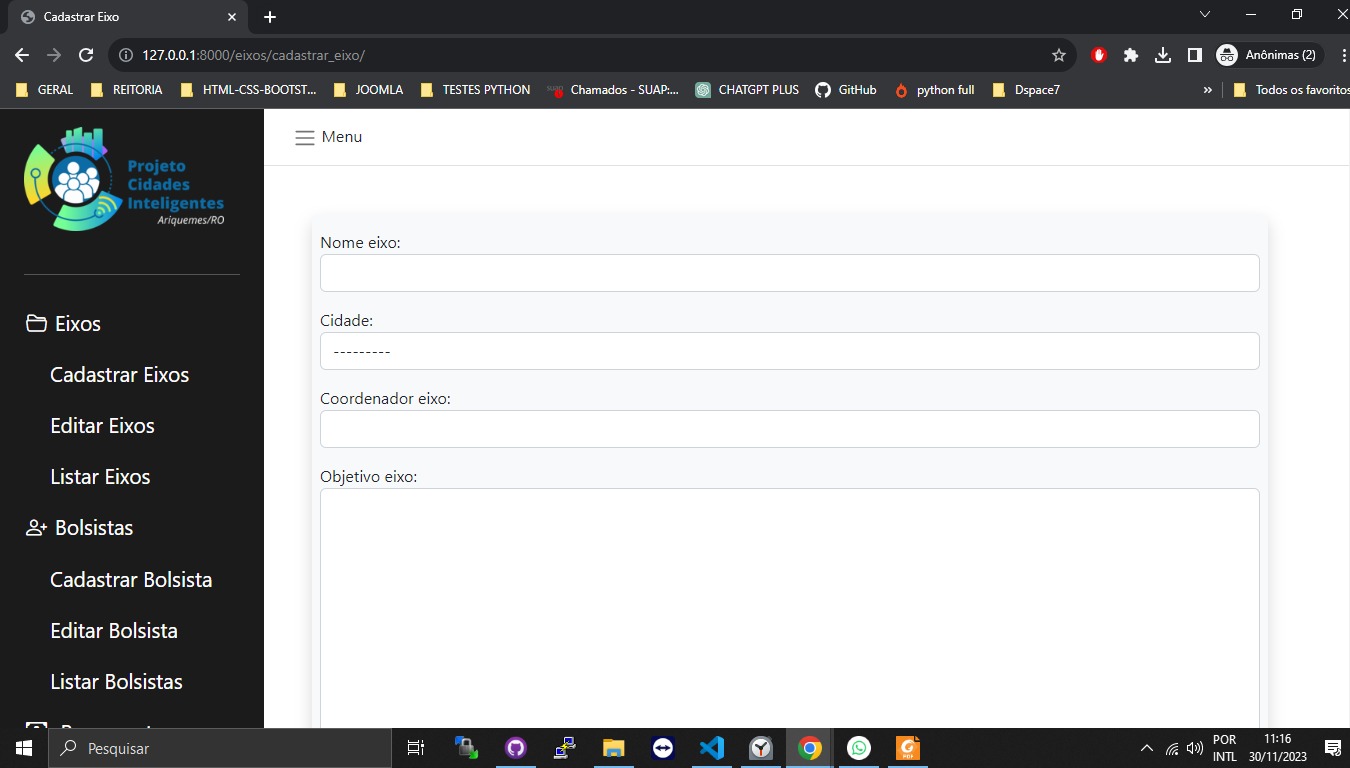 Cadastrar Eixo
127.0.0.1:8000/eixos/cadastrar_eixo/
Anônimas (2)
GERAL
REITORIA
HTML-CSS-BOOTST...
JOOMLA
TESTES PYTHON
Chamados - SUAP:...
CHATGPT PLUS
GitHub
python full
Dspace7
»
Todos os favoritos
Projeto
Cidades
Inteligentes
Ariquemes/RO
Menu
Eixos
Cadastrar Eixos
Editar Eixos
Listar Eixos
Bolsistas
Cadastrar Bolsista
Editar Bolsista
Listar Bolsistas
Nome eixo:
Cidade:
---------
Coordenador eixo:
Objetivo eixo:
Pesquisar
POR
INTL
11:16
30/11/2023